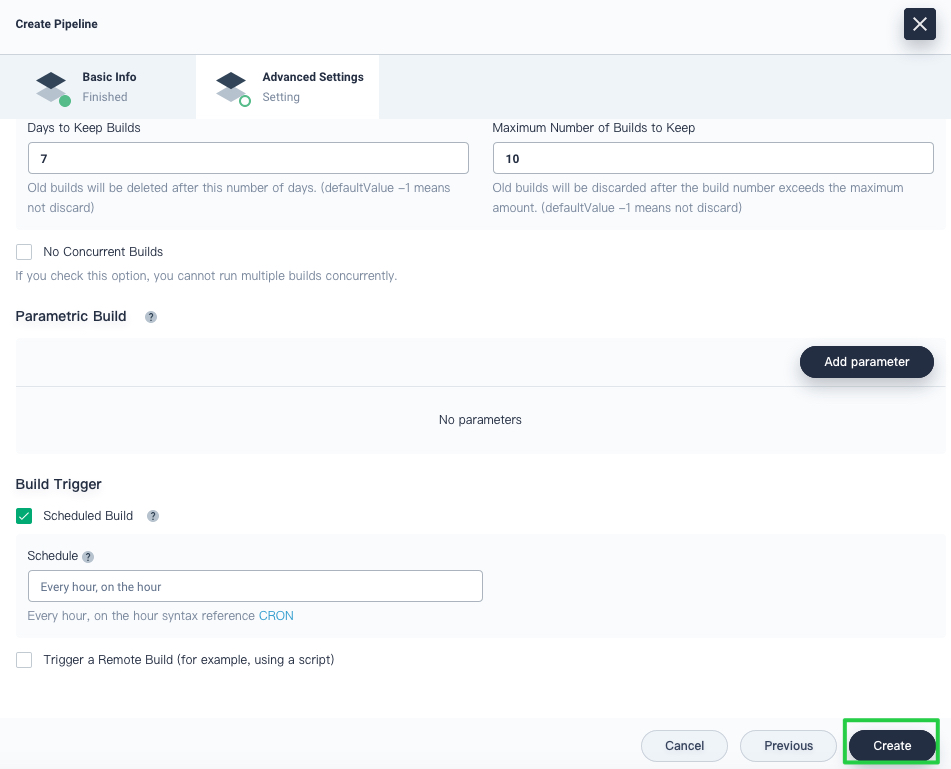 Create Pipeline
Basic Info
Finished
Advanced Settings
Setting
Days to Keep Builds
7
Old builds will be deleted after this number of days. (defaultValue -1 means
not discard)
Maximum Number of Builds to Keep
10
Old builds will be discarded after the build number exceeds the maximum
amount. (defaultValue -1 means not discard)
No Concurrent Builds
If you check this option, you cannot run multiple builds concurrently.
Parametric Build ?
Add parameter
No parameters
Build Trigger
Scheduled Build ?
Schedule ?
Every hour, on the hour
Every hour, on the hour syntax reference CRON
Trigger a Remote Build (for example, using a script)
Cancel
Previous
Create